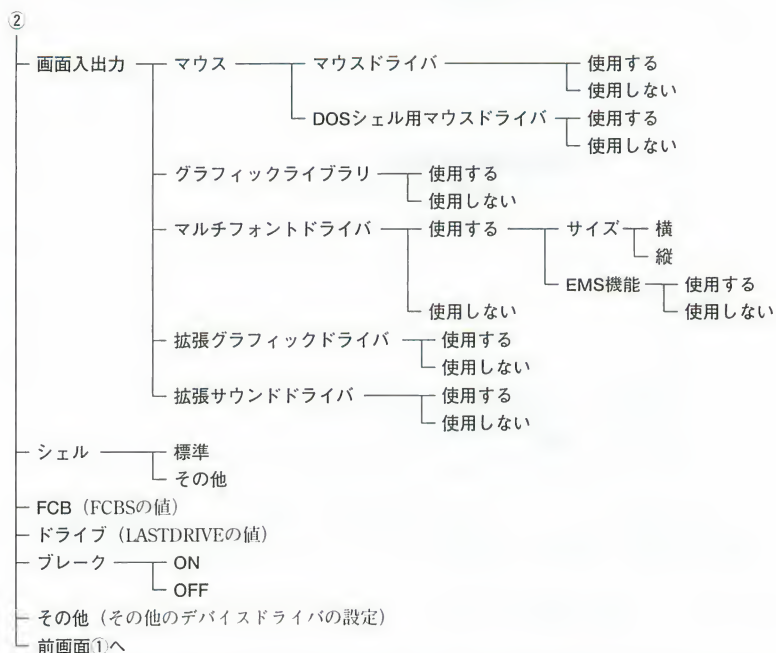 ②
画面入出力 マウス マウスドライバ 使用する
使用しない
DOSシェル用マウスドライバ 使用する
使用しない
グラフィックライブラリ 使用する
使用しない
マルチフォントドライバ 使用する サイズ 横
縦
EMS機能 使用する
使用しない 使用しない
拡張グラフィックドライバ 使用する
使用しない
拡張サウンドドライバ 使用する
使用しない
シェル 標準
その他
FCB（FCBSの値）
ドライブ（LASTDRIVEの値）
ブレーク ON
OFF
その他（その他のデバイスドライバの設定）
前画面①へ